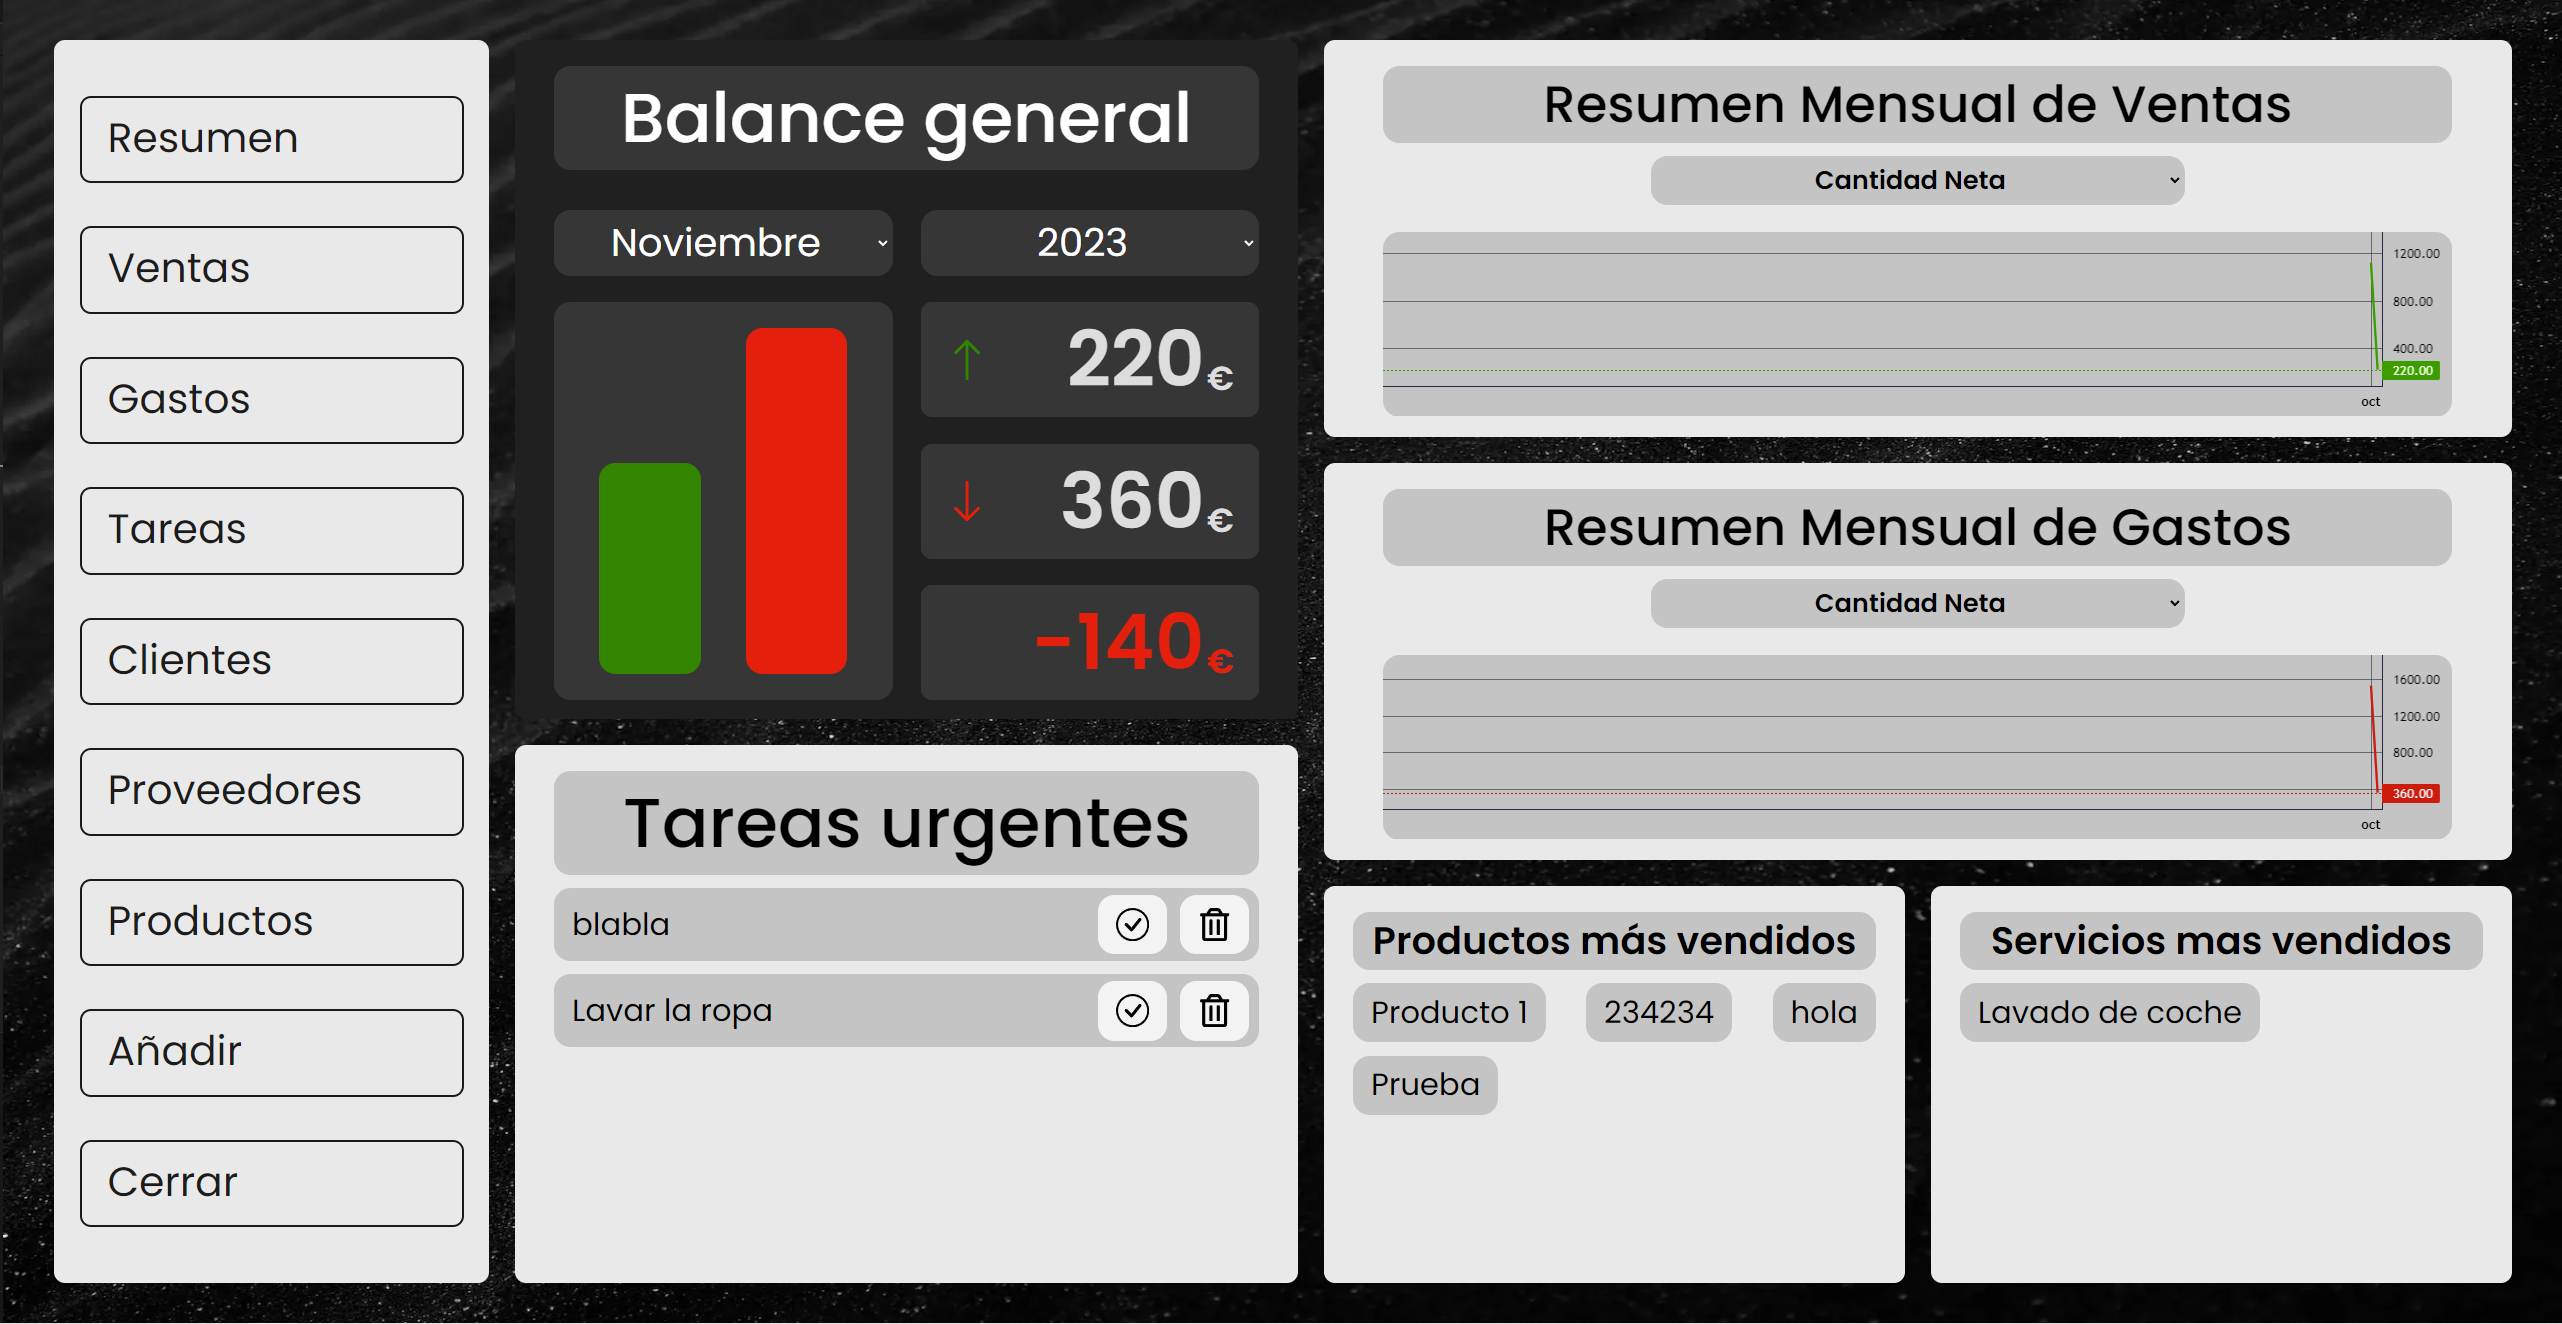 Resumen
Ventas
Gastos
Tareas
Clientes
Proveedores
Productos
Añadir
Cerrar
Balance general
Noviembre
2023
220€
360€
-140€
Tareas urgentes
blabla
Lavar la ropa
Resumen Mensual de Ventas
Cantidad Neta
1200.00
800.00
400.00
220.00
oct
Resumen Mensual de Gastos
Cantidad Neta
1600.00
1200.00
800.00
360.00
oct
Productos más vendidos
Producto 1 234234 hola
Prueba
Servicios mas vendidos
Lavado de coche